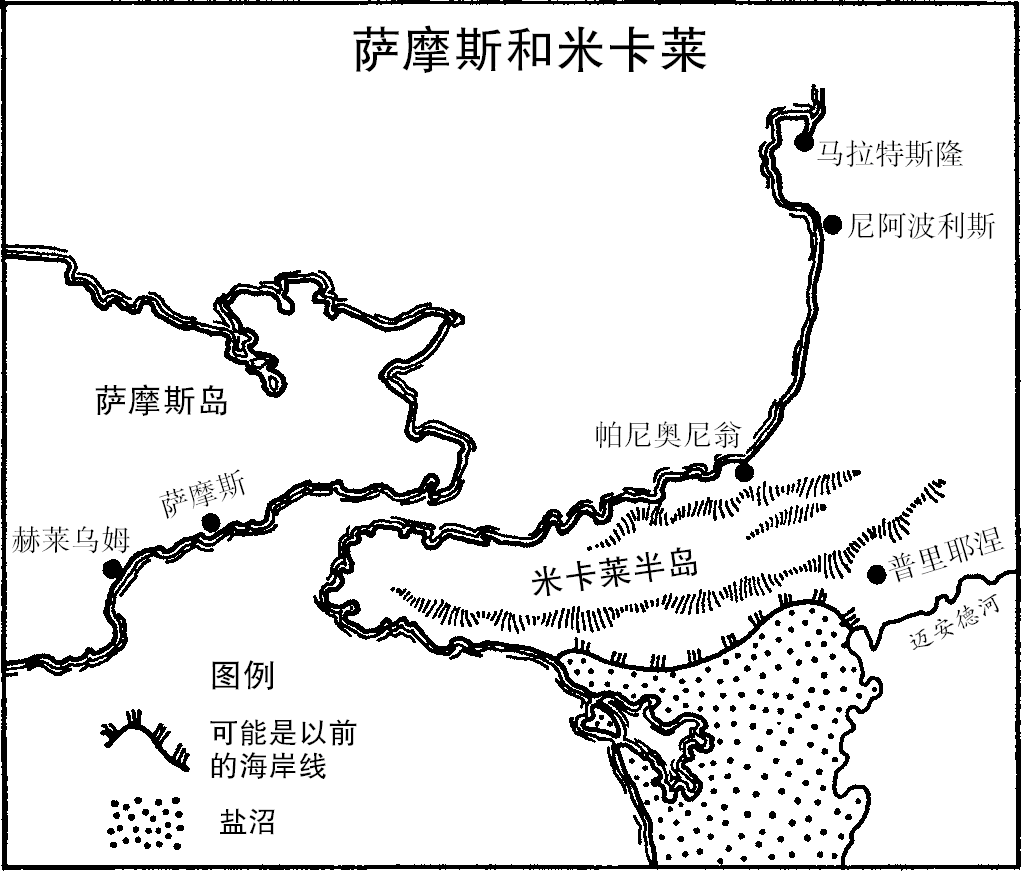 萨摩斯和米卡莱
马拉特斯隆
尼阿波利斯
萨摩斯岛
帕尼奥尼翁
萨摩斯
赫莱乌姆
米卡莱半岛
普里耶涅
迈安德河
图例
可能是以前
的海岸线
盐沼